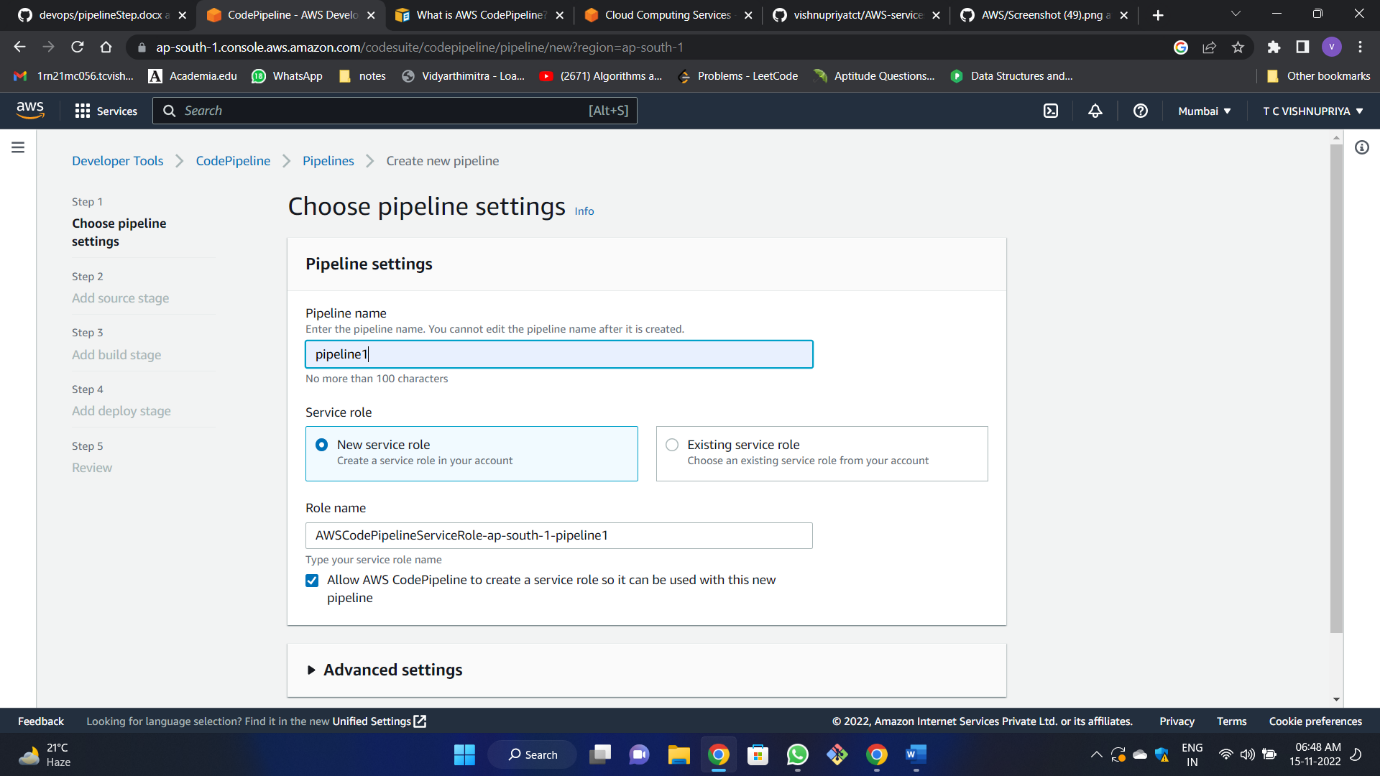 devops/pipelineStep.docx a
CodePipeline - AWS Develo
What is AWS CodePipeline?
Cloud Computing Services -
vishnupriyatct/AWS-service
AWS/Screenshot (49).png a
ap-south-1.console.aws.amazon.com/codesuite/codepipeline/pipeline/new?region=ap-south-1
V
1rn21mc056.tcvish...
Academia.edu
WhatsApp
notes
Vidyarthimitra - Loa...
(2671) Algorithms a...
Problems - LeetCode
Aptitude Questions...
Data Structures and...
Other bookmarks
aws
Services
Search
[Alt+S]
Mumbai
T C VISHNUPRIYA
Developer Tools
CodePipeline
Pipelines
Create new pipeline
Step 1
Choose pipeline
settings
Step 2
Add source stage
Step 3
Add build stage
Step 4
Add deploy stage
Step 5
Review
Choose pipeline settings Info
Pipeline settings
Pipeline name
Enter the pipeline name. You cannot edit the pipeline name after it is created.
pipeline1
No more than 100 characters
Service role
New service role
Create a service role in your account
Existing service role
Choose an existing service role from your account
Role name
AWSCodePipelineServiceRole-ap-south-1-pipeline1
Type your service role name
Allow AWS CodePipeline to create a service role so it can be used with this new
pipeline
Advanced settings
Feedback
Looking for language selection? Find it in the new Unified Settings
© 2022, Amazon Internet Services Private Ltd. or its affiliates.
Privacy
Terms
Cookie preferences
21°C
Haze
Search
ENG
IN
06:48 AM
15-11-2022